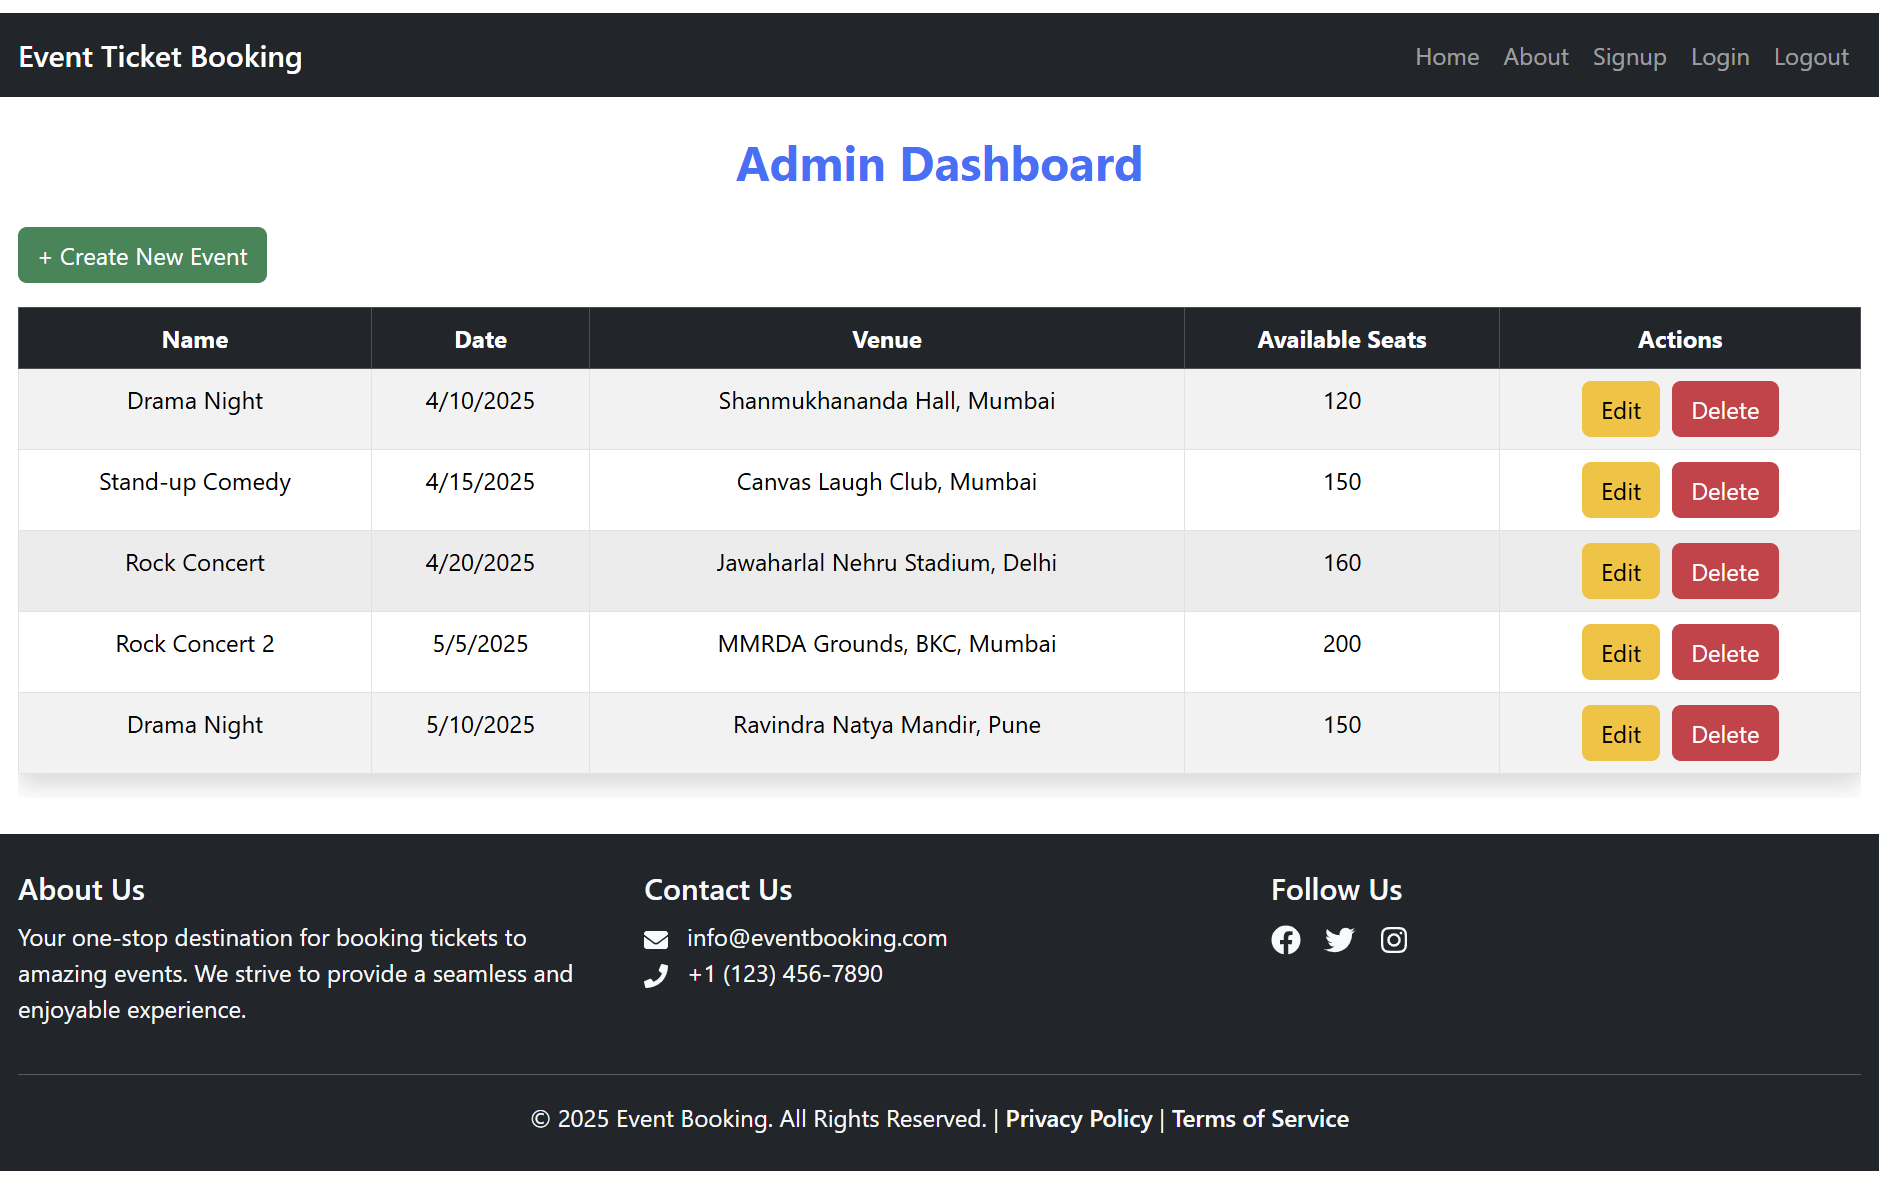 Event Ticket Booking Home About Signup Login Logout
Admin Dashboard
+ Create New Event
Name Date Venue Available Seats Actions
Drama Night 4/10/2025 Shanmukhananda Hall, Mumbai 120 Edit Delete
Stand-up Comedy 4/15/2025 Canvas Laugh Club, Mumbai 150 Edit Delete
Rock Concert 4/20/2025 Jawaharlal Nehru Stadium, Delhi 160 Edit Delete
Rock Concert 2 5/5/2025 MMRDA Grounds, BKC, Mumbai 200 Edit Delete
Drama Night 5/10/2025 Ravindra Natya Mandir, Pune 150 Edit Delete
About Us
Your one-stop destination for booking tickets to
amazing events. We strive to provide a seamless and
enjoyable experience.
Contact Us
info@eventbooking.com
+1 (123) 456-7890
Follow Us
© 2025 Event Booking. All Rights Reserved. | Privacy Policy | Terms of Service